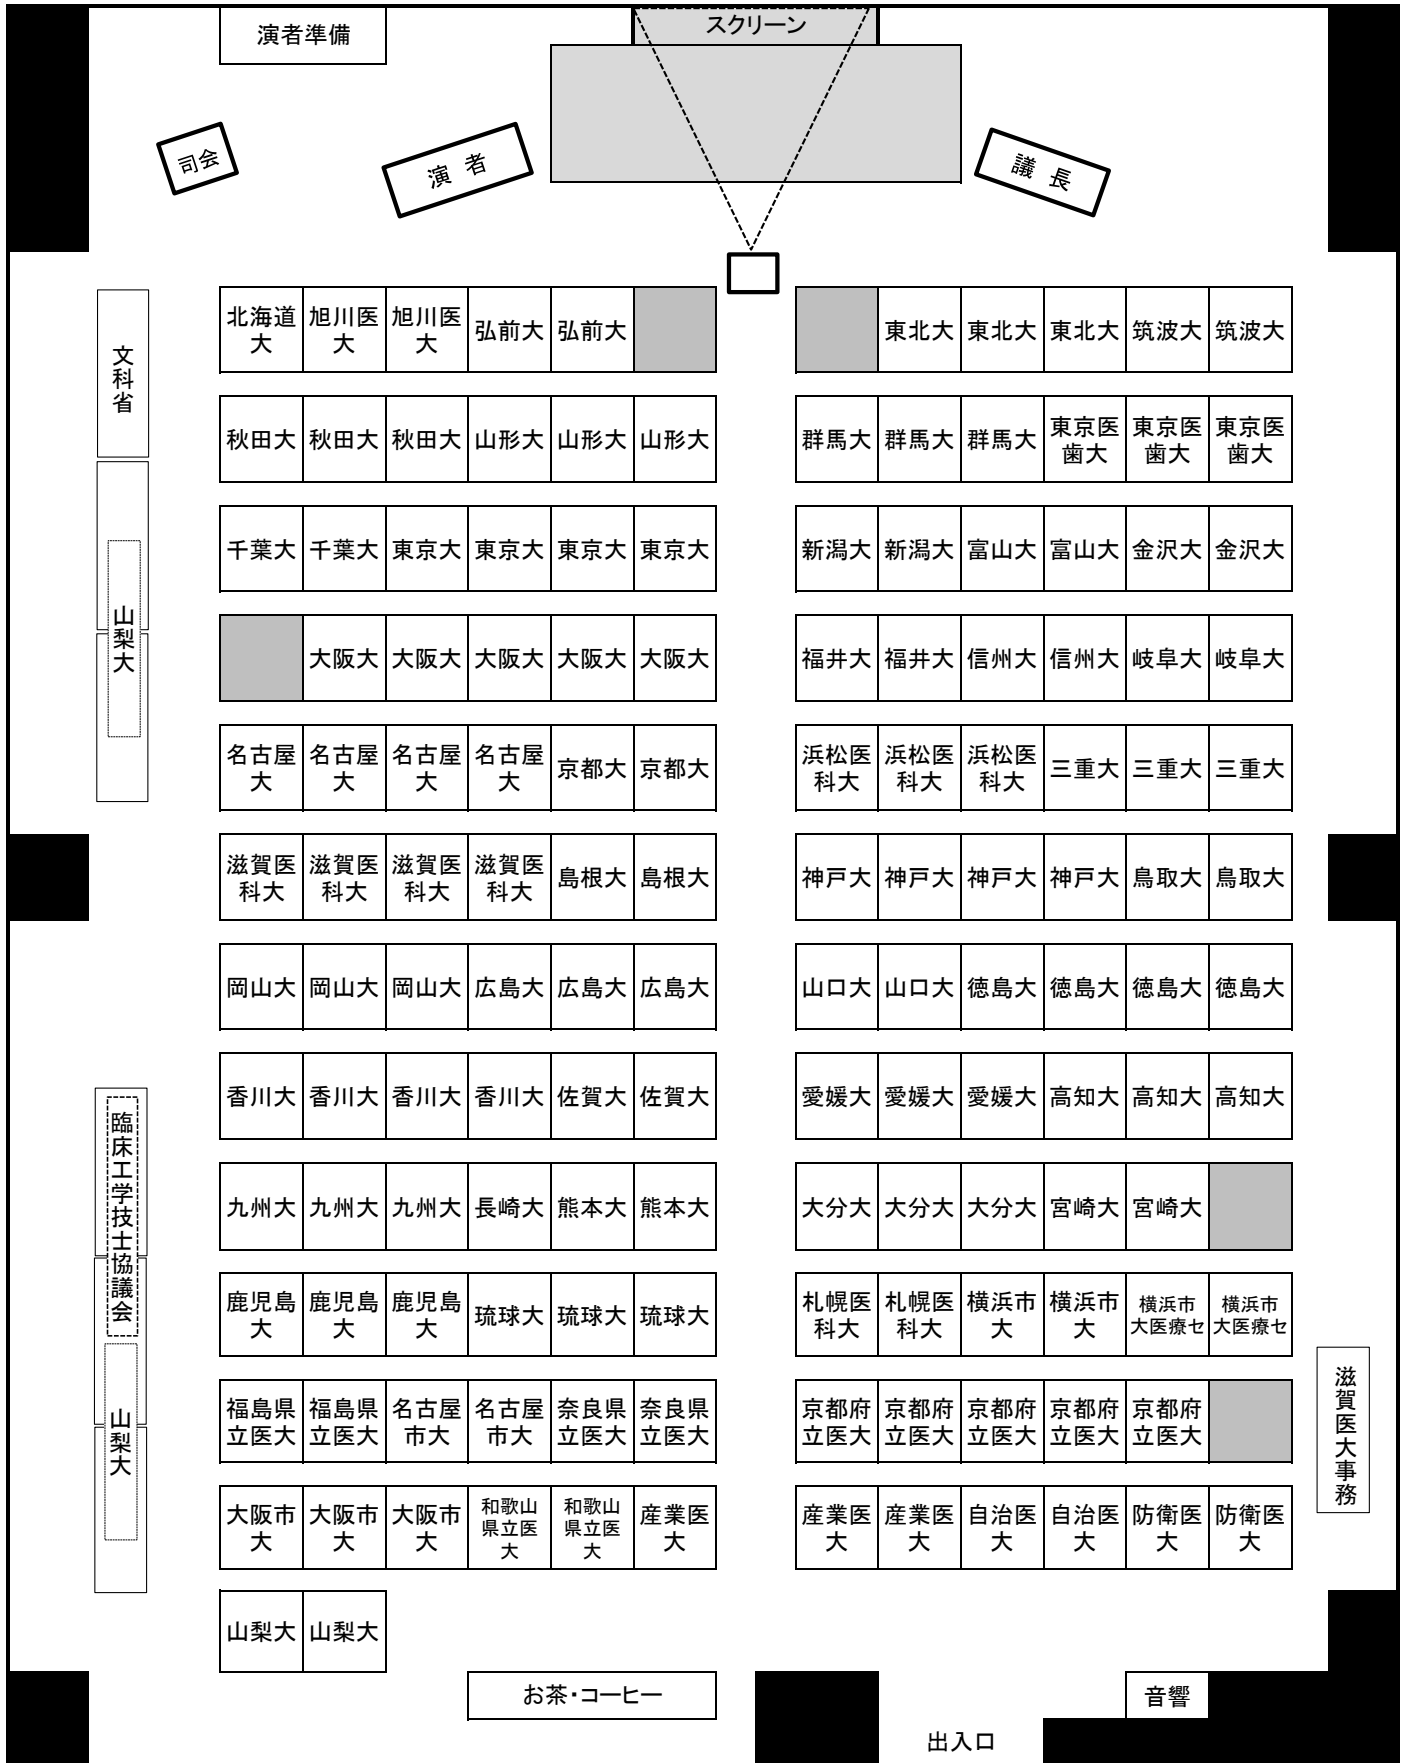 演者準備
スクリーン
司会
演 者
議 長
文科省
山梨大
北海道大 旭川医大 旭川医大 弘前大 弘前大 東北大 東北大 東北大 筑波大 筑波大
秋田大 秋田大 秋田大 山形大 山形大 山形大 群馬大 群馬大 群馬大 東京医歯大 東京医歯大 東京医歯大
千葉大 千葉大 東京大 東京大 東京大 東京大 新潟大 新潟大 富山大 富山大 金沢大 金沢大
大阪大 大阪大 大阪大 大阪大 大阪大 福井大 福井大 信州大 信州大 岐阜大 岐阜大
名古屋大 名古屋大 名古屋大 名古屋大 京都大 京都大 浜松医科大 浜松医科大 浜松医科大 三重大 三重大 三重大
滋賀医科大 滋賀医科大 滋賀医科大 滋賀医科大 島根大 島根大 神戸大 神戸大 神戸大 神戸大 鳥取大 鳥取大
岡山大 岡山大 岡山大 広島大 広島大 広島大 山口大 山口大 徳島大 徳島大 徳島大 徳島大
香川大 香川大 香川大 香川大 佐賀大 佐賀大 愛媛大 愛媛大 愛媛大 高知大 高知大 高知大
九州大 九州大 九州大 長崎大 熊本大 熊本大 大分大 大分大 大分大 宮崎大 宮崎大
鹿児島大 鹿児島大 鹿児島大 琉球大 琉球大 琉球大 札幌医科大 札幌医科大 横浜市大 横浜市大 横浜市大医療セ 横浜市大医療セ
福島県立医大 福島県立医大 名古屋市大 名古屋市大 奈良県立医大 奈良県立医大 京都府立医大 京都府立医大 京都府立医大 京都府立医大 京都府立医大
大阪市大 大阪市大 大阪市大 和歌山県立医大 和歌山県立医大 産業医大 産業医大 産業医大 自治医大 自治医大 防衛医大 防衛医大
山梨大 山梨大
臨床工学技士協議会
山梨大
滋賀医大事務
お茶・コーヒー
音響
出入口